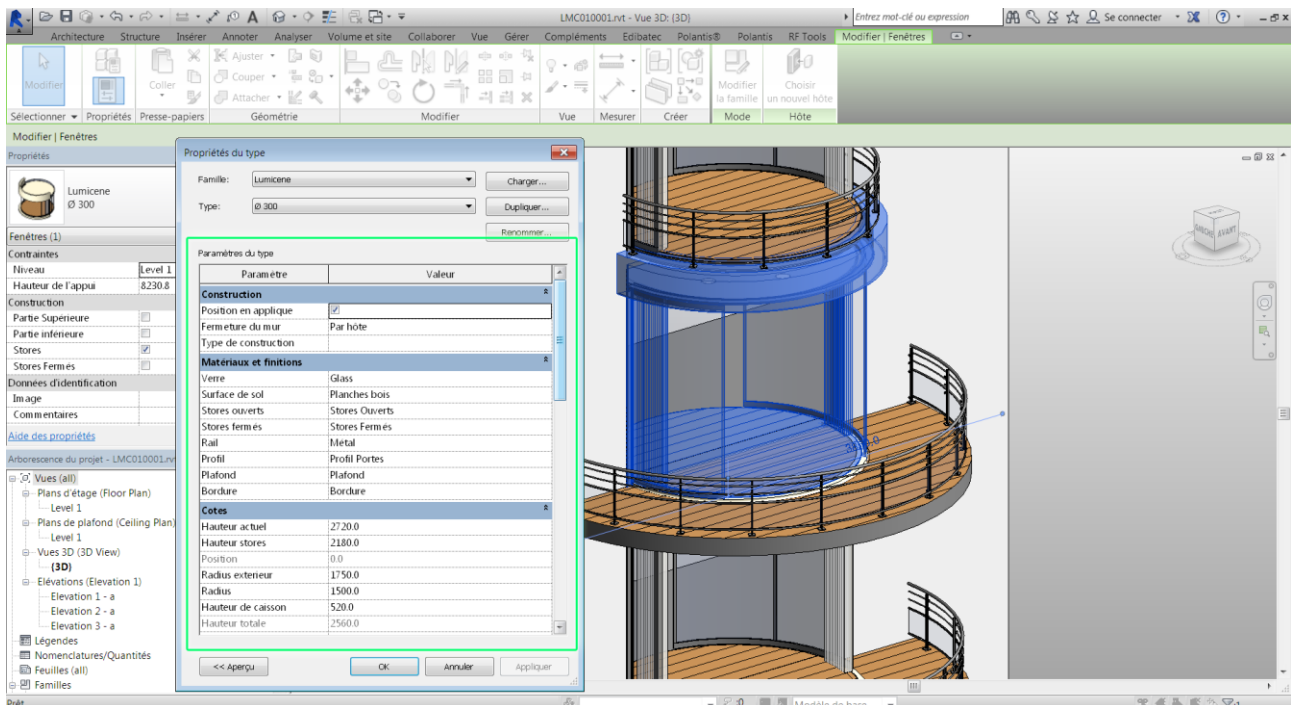 LMC010001.rvt - Vue 3D: (3D)
Entrez mot-clé ou expression
Se connecter
Architecture Structure Insérer Annoter Analyser Volume et site Collaborer Vue Gérer Compléments Edibatec Polantis® Polantis RF Tools Modifier | Fenêtres
Modifier
Coller
Ajuster
Couper
Attacher
Modifier la famille
Choisir un nouvel hôte
Sélectionner Propriétés Presse-papiers Géométrie Modifier Vue Mesurer Créer Mode Hôte
Modifier | Fenêtres
Propriétés
Lumicene
Ø 300
Fenêtres (1)
Contraintes
Niveau Level 1
Hauteur de l'appui 8230.8
Construction
Partie Supérieure
Partie inférieure
Stores
Stores Fermés
Données d'identification
Image
Commentaires
Aide des propriétés
Arborescence du projet - LMC010001.rv
Vues (all)
Plans d'étage (Floor Plan)
Level 1
Plans de plafond (Ceiling Plan)
Level 1
Vues 3D (3D View)
(3D)
Elévations (Elevation 1)
Elevation 1 - a
Elevation 2 - a
Elevation 3 - a
Légendes
Nomenclatures/Quantités
Feuilles (all)
Familles
Prêt
Propriétés du type
Famille: Lumicene Charger...
Type: Ø 300 Dupliquer...
Renommer...
Paramètres du type
Paramètre Valeur
Construction
Position en applique
Fermeture du mur Par hôte
Type de construction
Matériaux et finitions
Verre Glass
Surface de sol Planches bois
Stores ouverts Stores Ouverts
Stores fermés Stores Fermés
Rail Metal
Profil Profil Portes
Plafond Plafond
Bordure Bordure
Cotes
Hauteur actuel 2720.0
Hauteur stores 2180.0
Position 0.0
Radius exterieur 1750.0
Radius 1500.0
Hauteur de caisson 520.0
Hauteur totale 2560.0
<< Aperçu OK Annuler Appliquer
AVANT
:0
Modèle de base